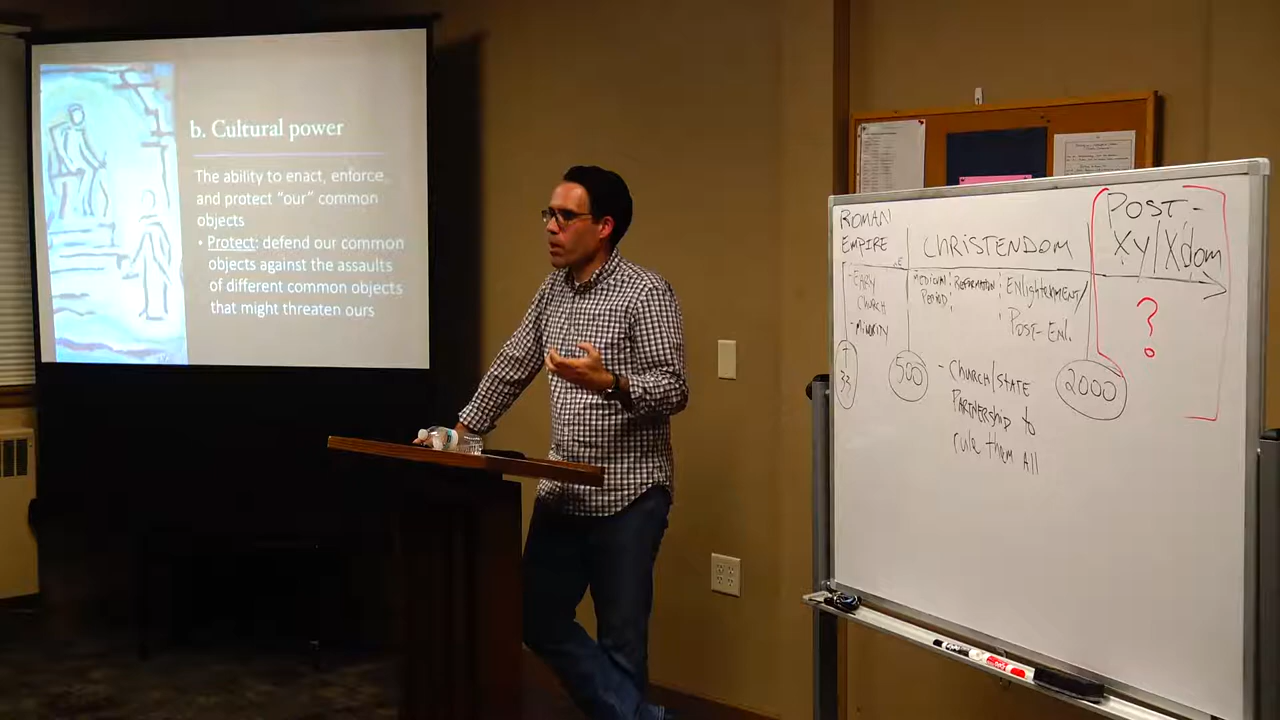 b. Cultural power
The ability to enact, enforce
and protect "our" common
objects
• Protect: defend our common
objects against the assaults
of different common objects
that might threaten ours
ROMAN
EMPIRE
CHRISTENDOM
POST-
Xy/Xdom
- EARLY
CHURCH
- MINORITY
MEDIEVAL
PERIOD
REFORMATION
ENLIGHTENMENT/
POST-ENL.
?
33
500
2000
- CHURCH/STATE
PARTNERSHIP to
rule them All